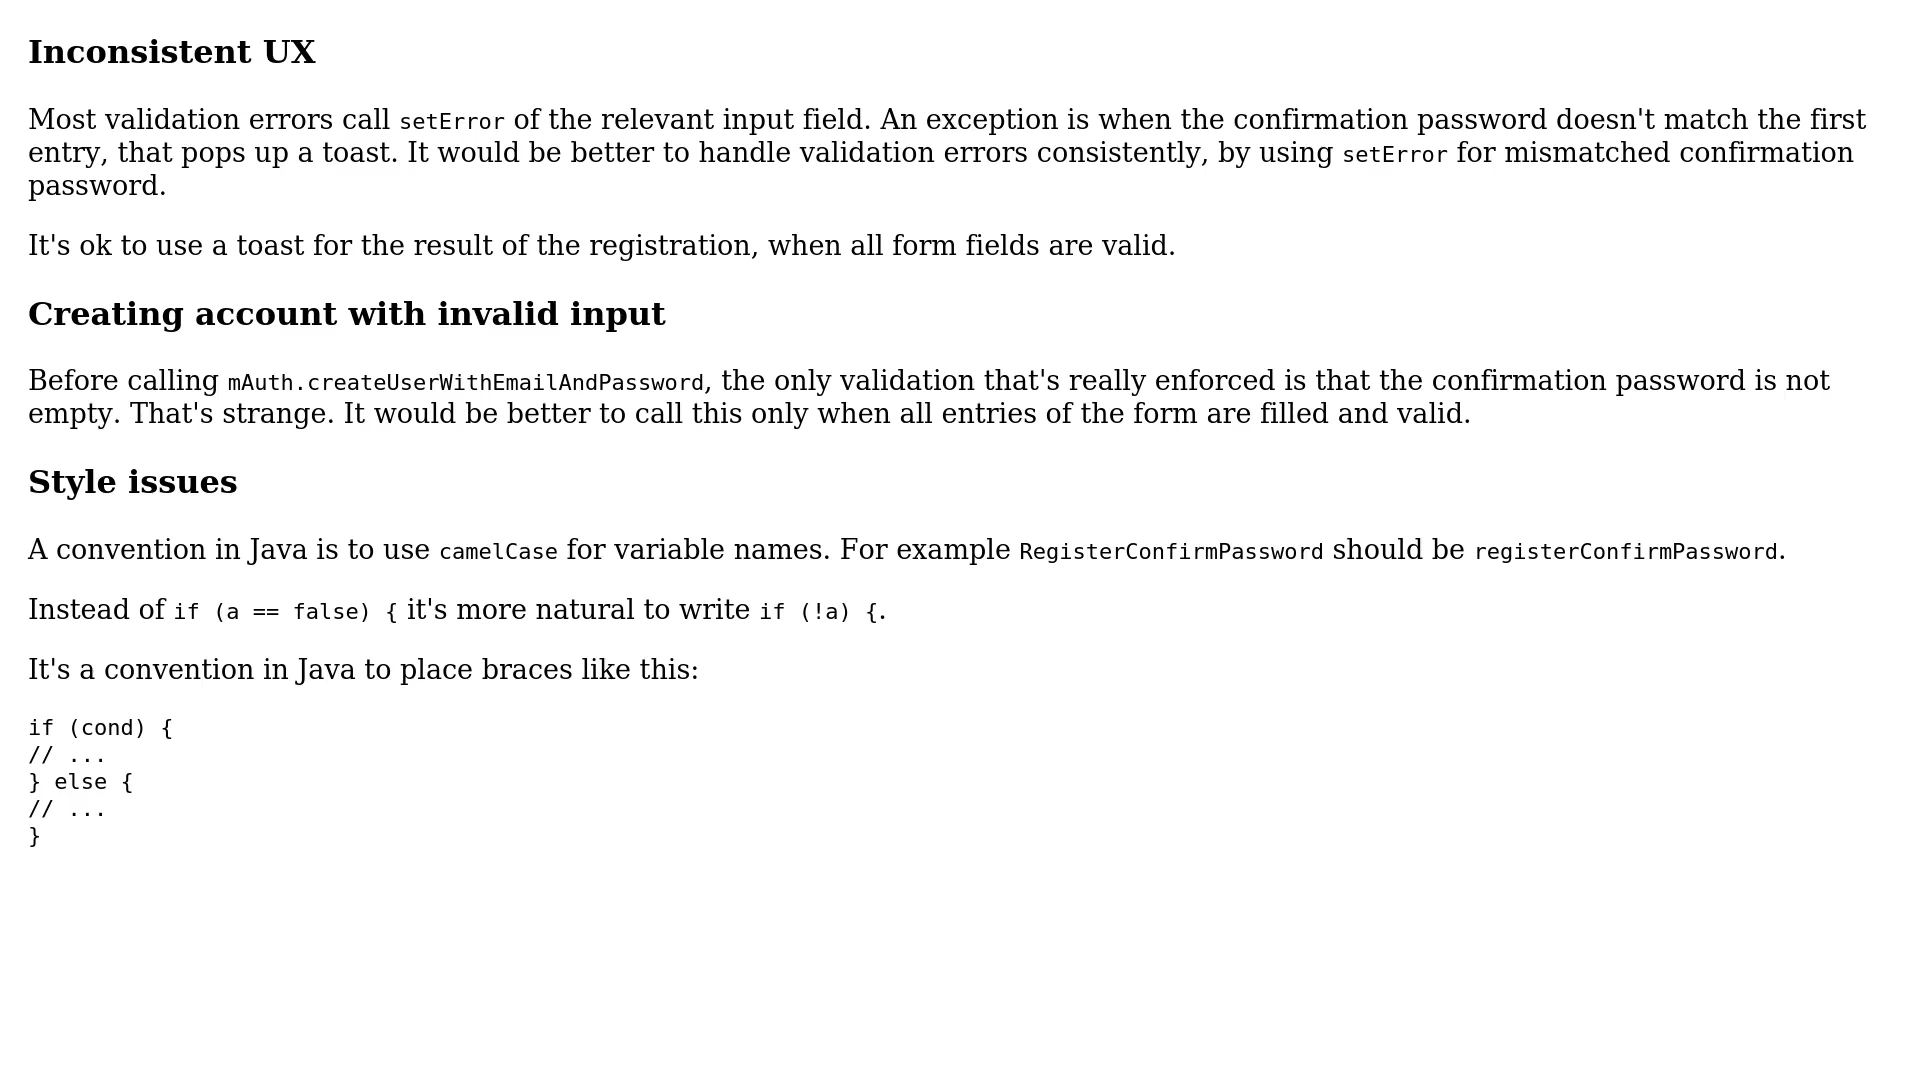 Inconsistent UX
Most validation errors call setError of the relevant input field. An exception is when the confirmation password doesn't match the first
entry, that pops up a toast. It would be better to handle validation errors consistently, by using setError for mismatched confirmation
password.
It's ok to use a toast for the result of the registration, when all form fields are valid.
Creating account with invalid input
Before calling mAuth.createUserWithEmailAndPassword, the only validation that's really enforced is that the confirmation password is not
empty. That's strange. It would be better to call this only when all entries of the form are filled and valid.
Style issues
A convention in Java is to use camelCase for variable names. For example RegisterConfirmPassword should be registerConfirmPassword.
Instead of if (a == false) { it's more natural to write if (!a) {.
It's a convention in Java to place braces like this:
if (cond) {
// ...
} else {
// ...
}